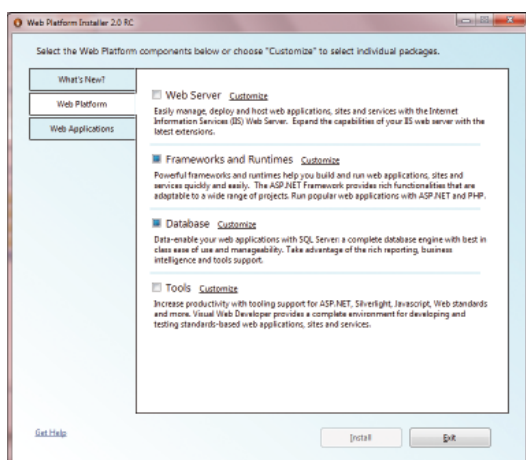 Web Platform Installer 2.0 RC
Select the Web Platform components below or choose "Customize" to select individual packages.
What's New?
Web Platform
Web Applications
Web Server Customize
Easily manage, deploy and host web applications, sites and services with the Internet
Information Services (IIS) Web Server. Expand the capabilities of your IIS web server with the
latest extensions.
Frameworks and Runtimes Customize
Powerful frameworks and runtimes help you build and run web applications, sites and
services quickly and easily. The ASP.NET Framework provides rich functionalities that are
adaptable to a wide range of projects. Run popular web applications with ASP.NET and PHP.
Database Customize
Data-enable your web applications with SQL Server: a complete database engine with best in
class ease of use and manageability. Take advantage of the rich reporting, business
intelligence and tools support.
Tools Customize
Increase productivity with tooling support for ASP.NET, Silverlight, Javascript, Web standards
and more. Visual Web Developer provides a complete environment for developing and
testing standards-based web applications, sites and services.
Get Help
Install
Exit